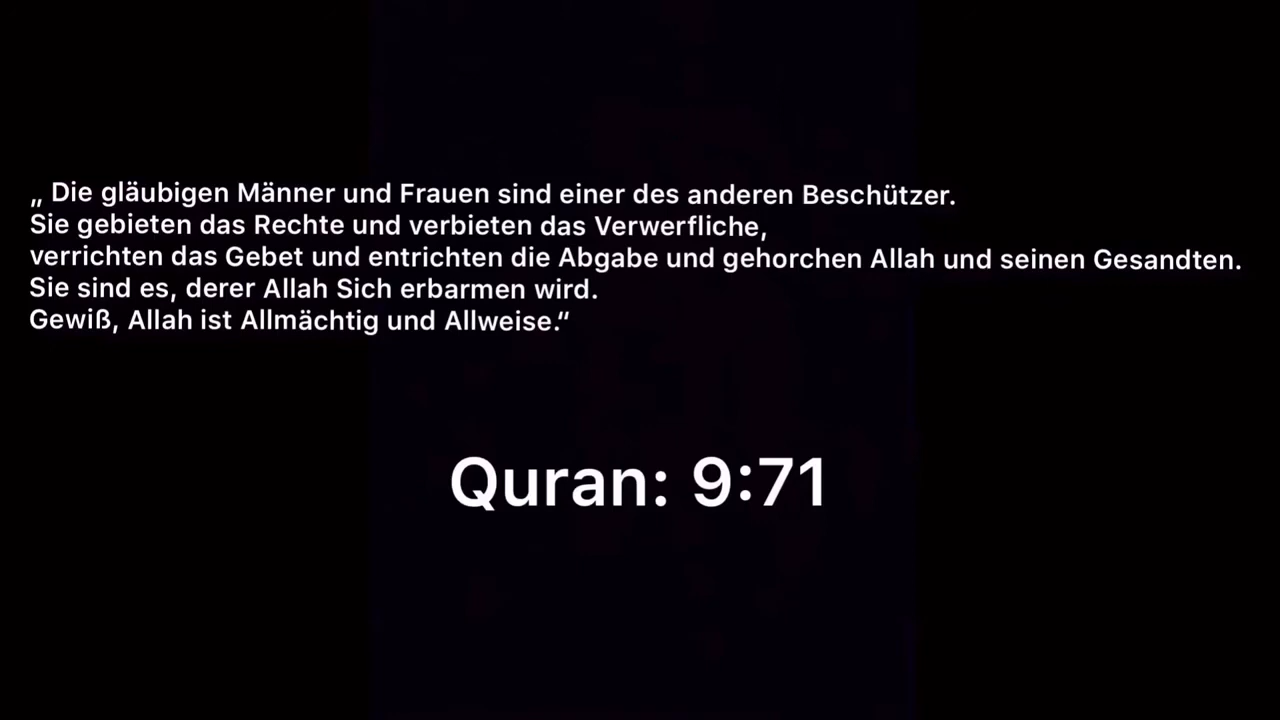 „ Die gläubigen Männer und Frauen sind einer des anderen Beschützer.
Sie gebieten das Rechte und verbieten das Verwerfliche,
verrichten das Gebet und entrichten die Abgabe und gehorchen Allah und seinen Gesandten.
Sie sind es, derer Allah Sich erbarmen wird.
Gewiß, Allah ist Allmächtig und Allweise.“
Quran: 9:71